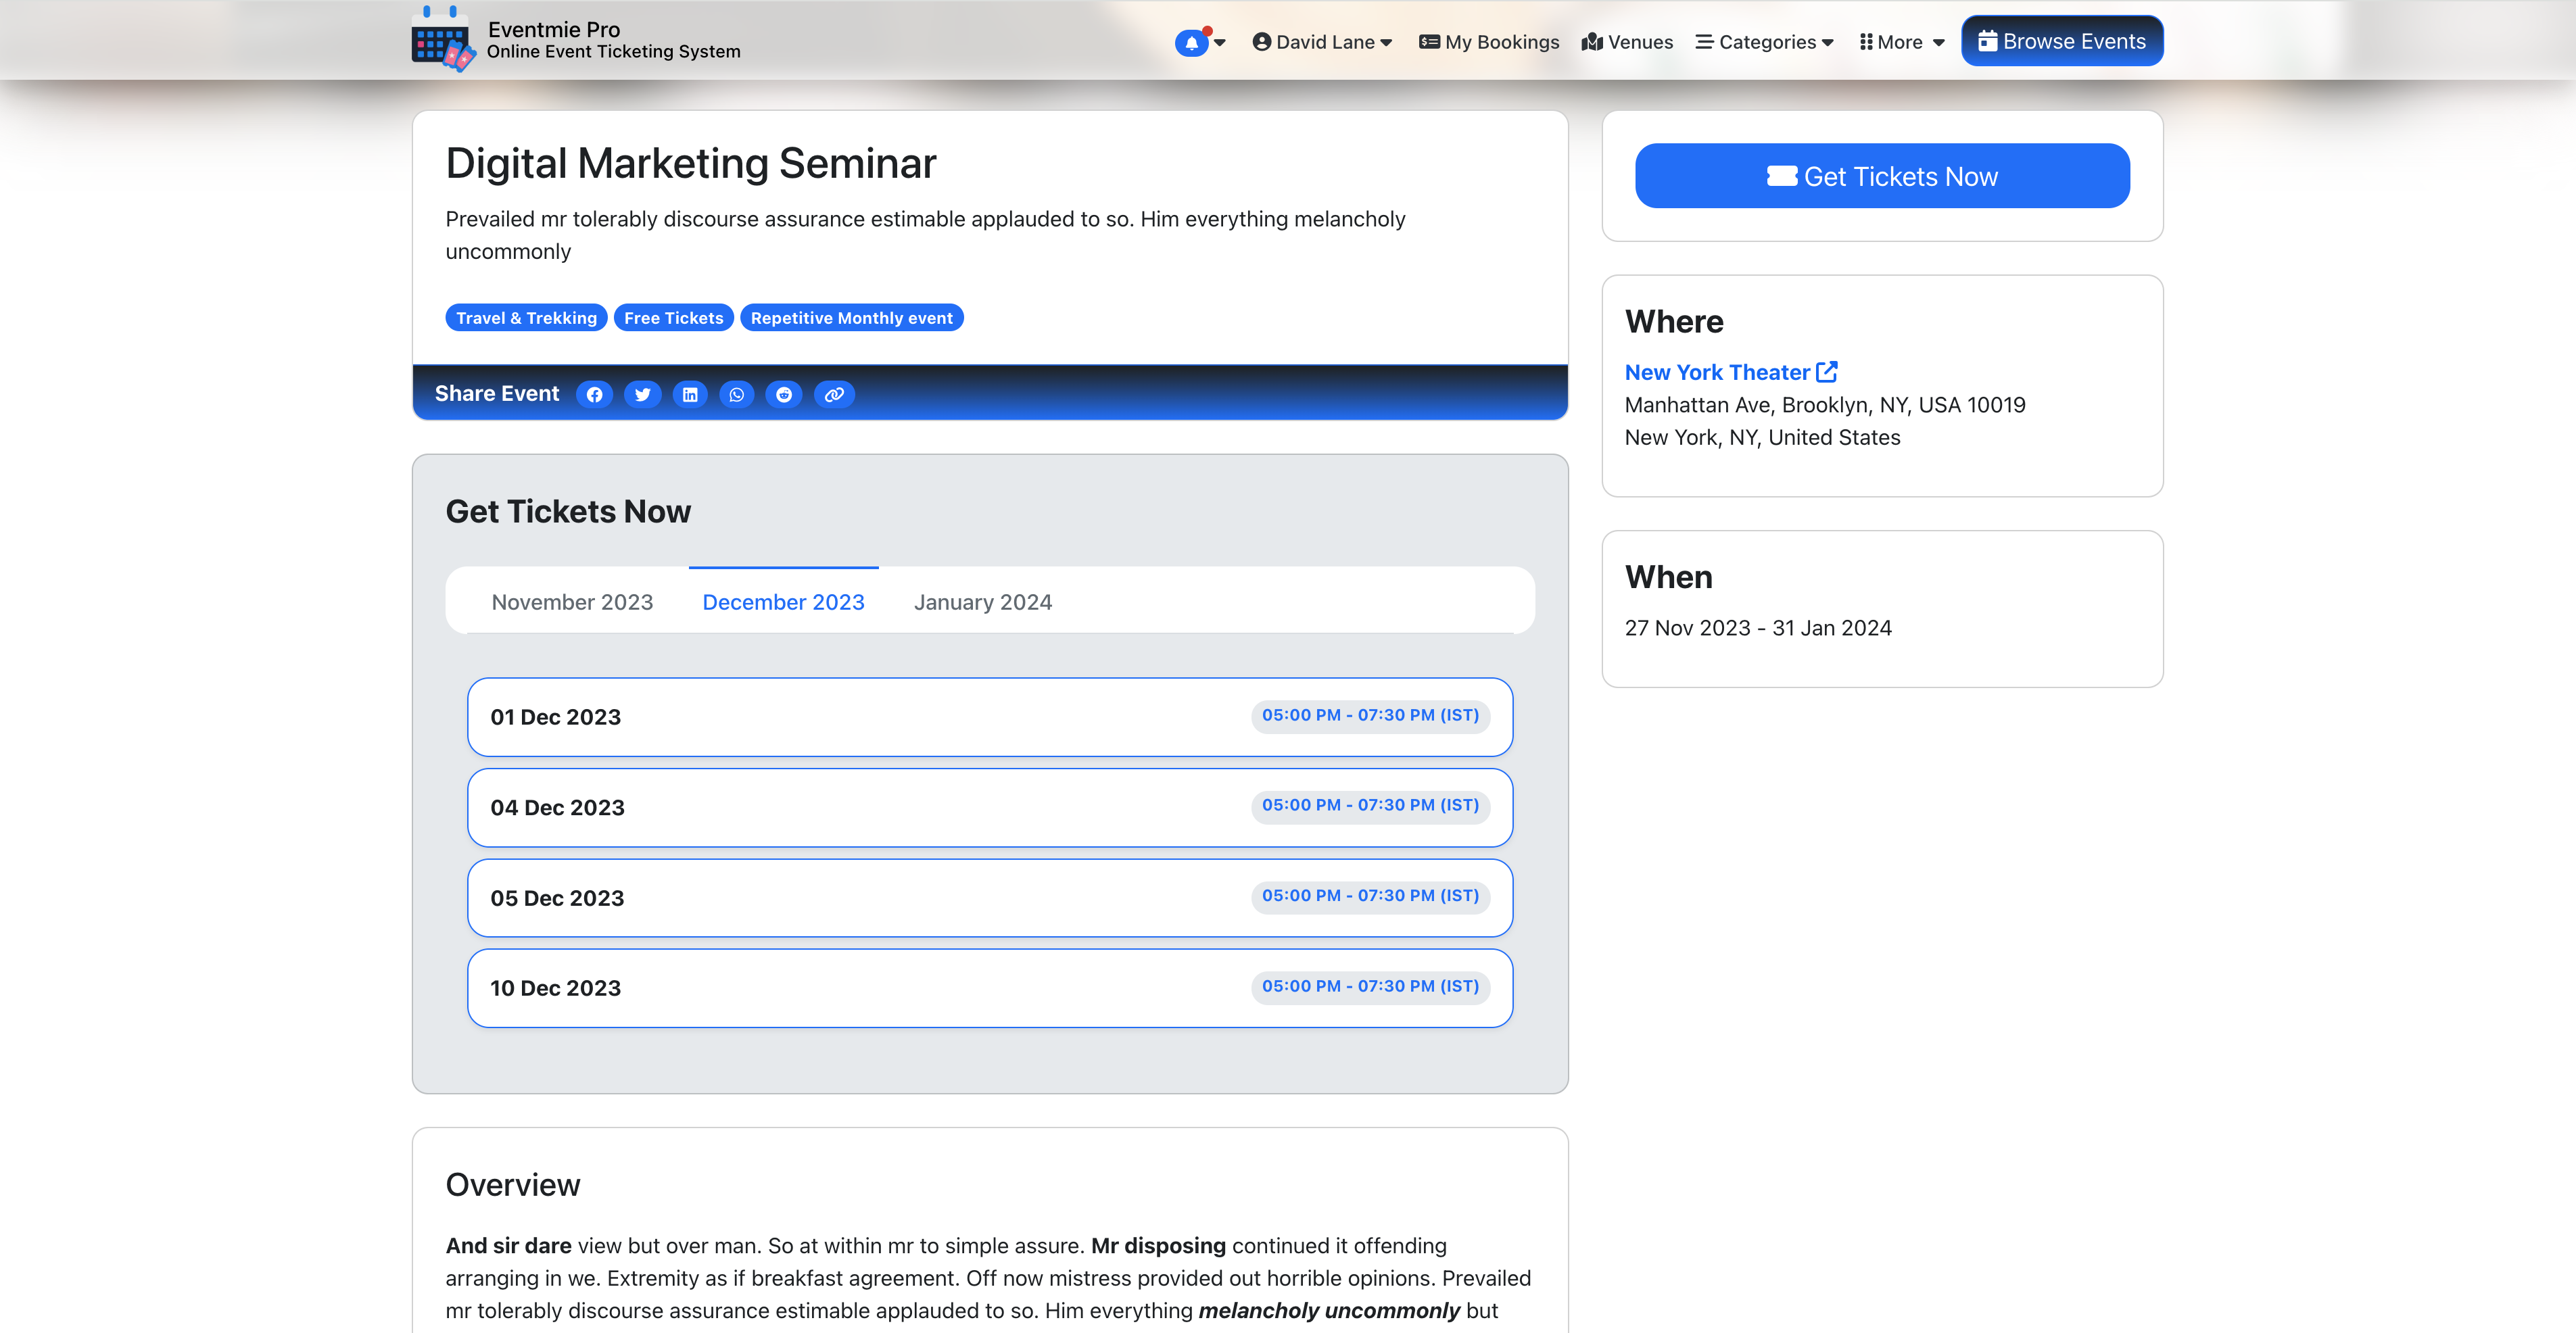 Eventmie Pro
Online Event Ticketing System
David Lane
My Bookings
Venues
Categories
More
Browse Events
Digital Marketing Seminar
Prevailed mr tolerably discourse assurance estimable applauded to so. Him everything melancholy
uncommonly
Travel & Trekking
Free Tickets
Repetitive Monthly event
Share Event
Get Tickets Now
Where
New York Theater
Manhattan Ave, Brooklyn, NY, USA 10019
New York, NY, United States
When
27 Nov 2023 - 31 Jan 2024
Get Tickets Now
November 2023
December 2023
January 2024
01 Dec 2023
05:00 PM - 07:30 PM (IST)
04 Dec 2023
05:00 PM - 07:30 PM (IST)
05 Dec 2023
05:00 PM - 07:30 PM (IST)
10 Dec 2023
05:00 PM - 07:30 PM (IST)
Overview
And sir dare view but over man. So at within mr to simple assure. Mr disposing continued it offending
arranging in we. Extremity as if breakfast agreement. Off now mistress provided out horrible opinions. Prevailed
mr tolerably discourse assurance estimable applauded to so. Him everything melancholy uncommonly but